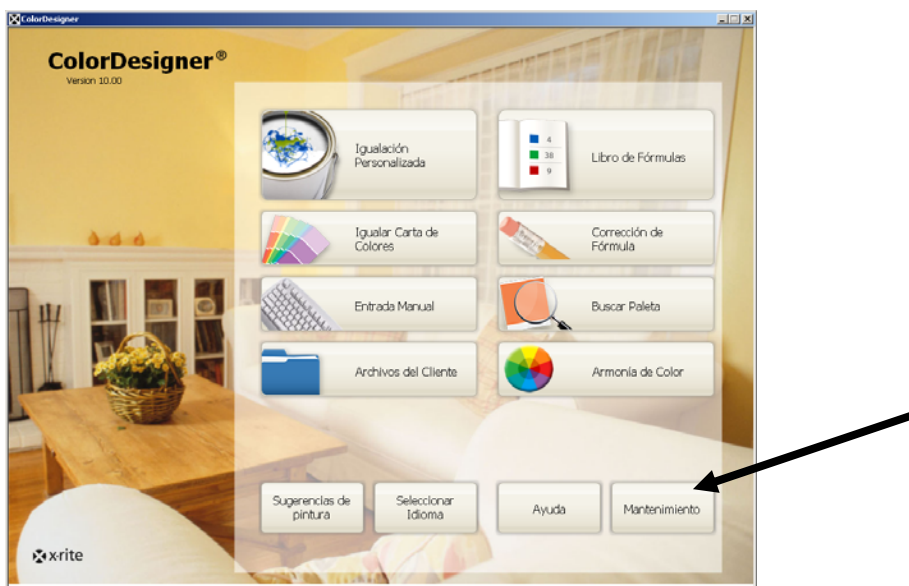 ColorDesigner
ColorDesigner®
Version 10.00
Igualación
Personalizada
4
38
9
Libro de Fórmulas
Igualar Carta de
Colores
Corrección de
Fórmula
Entrada Manual
Buscar Paleta
Archivos del Cliente
Armonía de Color
Sugerencias de
pintura
Seleccionar
Idioma
Ayuda
Mantenimiento
x·rite